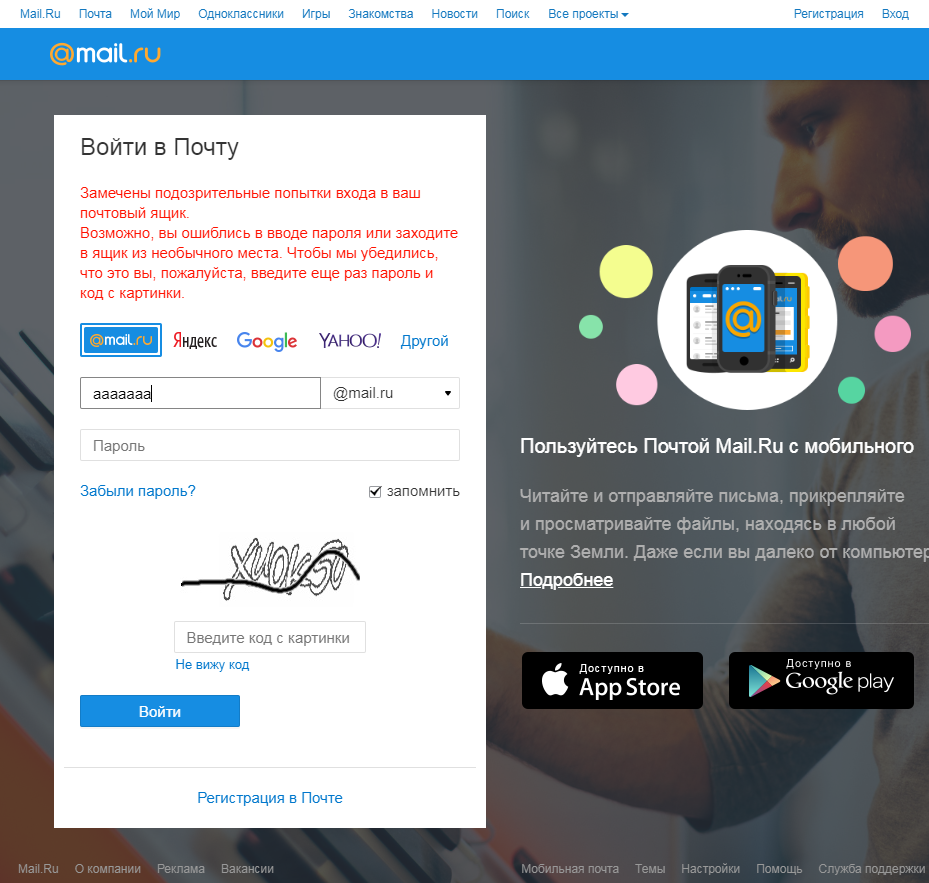 Mail.Ru Почта Мой Мир Одноклассники Игры Знакомства Новости Поиск Все проекты Регистрация Вход
@mail.ru
Войти в Почту
Замечены подозрительные попытки входа в ваш
почтовый ящик.
Возможно, вы ошиблись в вводе пароля или заходите
в ящик из необычного места. Чтобы мы убедились,
что это вы, пожалуйста, введите еще раз пароль и
код с картинки.
@mail.ru Яндекс Google YAHOO! Другой
aaaaaaa @mail.ru
Пароль
Забыли пароль? запомнить
Введите код с картинки
Не вижу код
Войти
Регистрация в Почте
Пользуйтесь Почтой Mail.Ru с мобильного
Читайте и отправляйте письма, прикрепляйте
и просматривайте файлы, находясь в любой
точке Земли. Даже если вы далеко от компьютер
Подробнее
Доступно в
App Store
Доступно в
Google play
Mail.Ru О компании Реклама Вакансии Мобильная почта Темы Настройки Помощь Служба поддержки